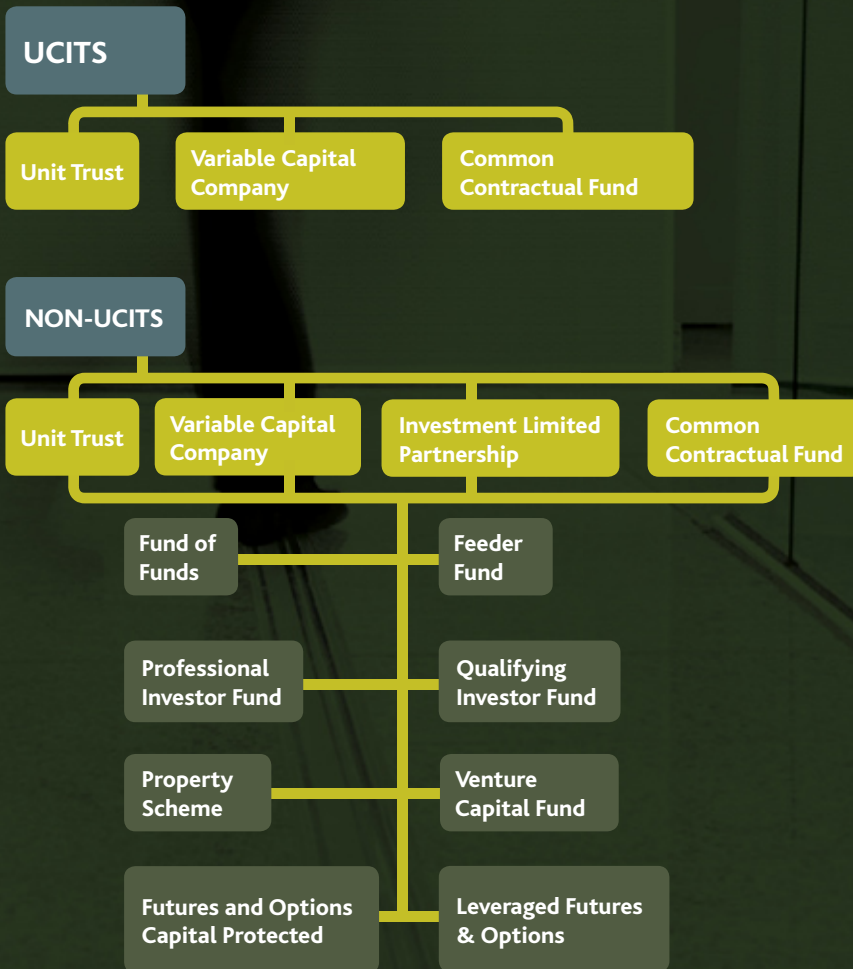 UCITS
Unit Trust
Variable Capital
Company
Common
Contractual Fund
NON-UCITS
Unit Trust
Variable Capital
Company
Investment Limited
Partnership
Common
Contractual Fund
Fund of
Funds
Feeder
Fund
Professional
Investor Fund
Qualifying
Investor Fund
Property
Scheme
Venture
Capital Fund
Futures and Options
Capital Protected
Leveraged Futures
& Options